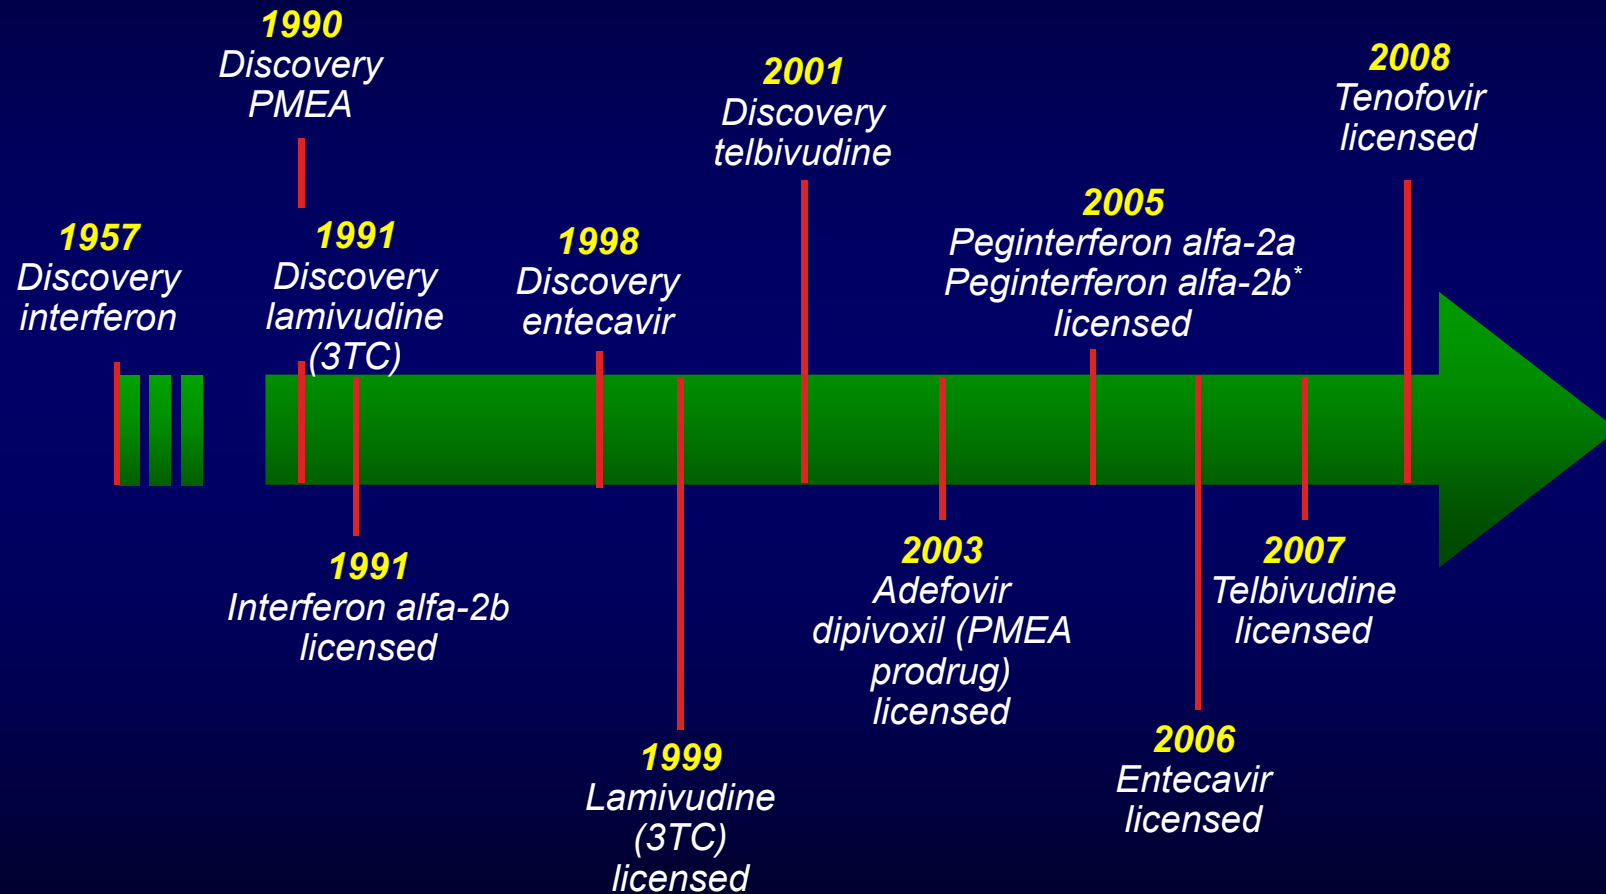 1990
Discovery
PMEA
2001
Discovery
telbivudine
2008
Tenofovir
licensed
1957
Discovery
interferon
1991
Discovery
lamivudine
(3TC)
1998
Discovery
entecavir
2005
Peginterferon alfa-2a
Peginterferon alfa-2b*
licensed
1991
Interferon alfa-2b
licensed
1999
Lamivudine
(3TC)
licensed
2003
Adefovir
dipivoxil (PMEA
prodrug)
licensed
2006
Entecavir
licensed
2007
Telbivudine
licensed